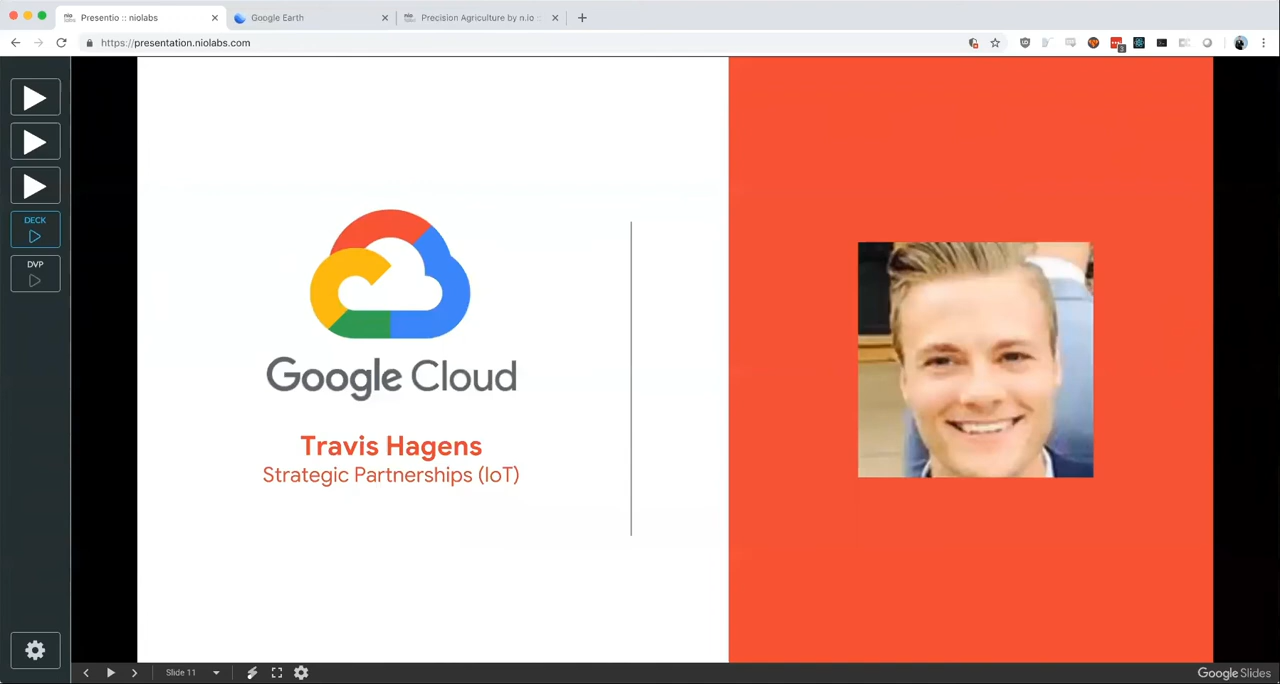 Presentio :: niolabs
Google Earth
Precision Agriculture by n.io ::
https://presentation.niolabs.com
DECK
DVP
Google Cloud
Travis Hagens
Strategic Partnerships (IoT)
Slide 11
Google Slides